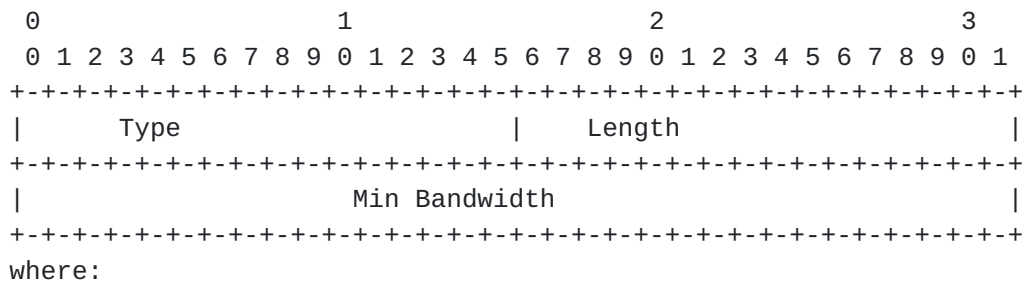 0                   1                   2                   3
 0 1 2 3 4 5 6 7 8 9 0 1 2 3 4 5 6 7 8 9 0 1 2 3 4 5 6 7 8 9 0 1
+-+-+-+-+-+-+-+-+-+-+-+-+-+-+-+-+-+-+-+-+-+-+-+-+-+-+-+-+-+-+-+-+
|      Type                     |    Length                     |
+-+-+-+-+-+-+-+-+-+-+-+-+-+-+-+-+-+-+-+-+-+-+-+-+-+-+-+-+-+-+-+-+
|                     Min Bandwidth                             |
+-+-+-+-+-+-+-+-+-+-+-+-+-+-+-+-+-+-+-+-+-+-+-+-+-+-+-+-+-+-+-+-+
where: